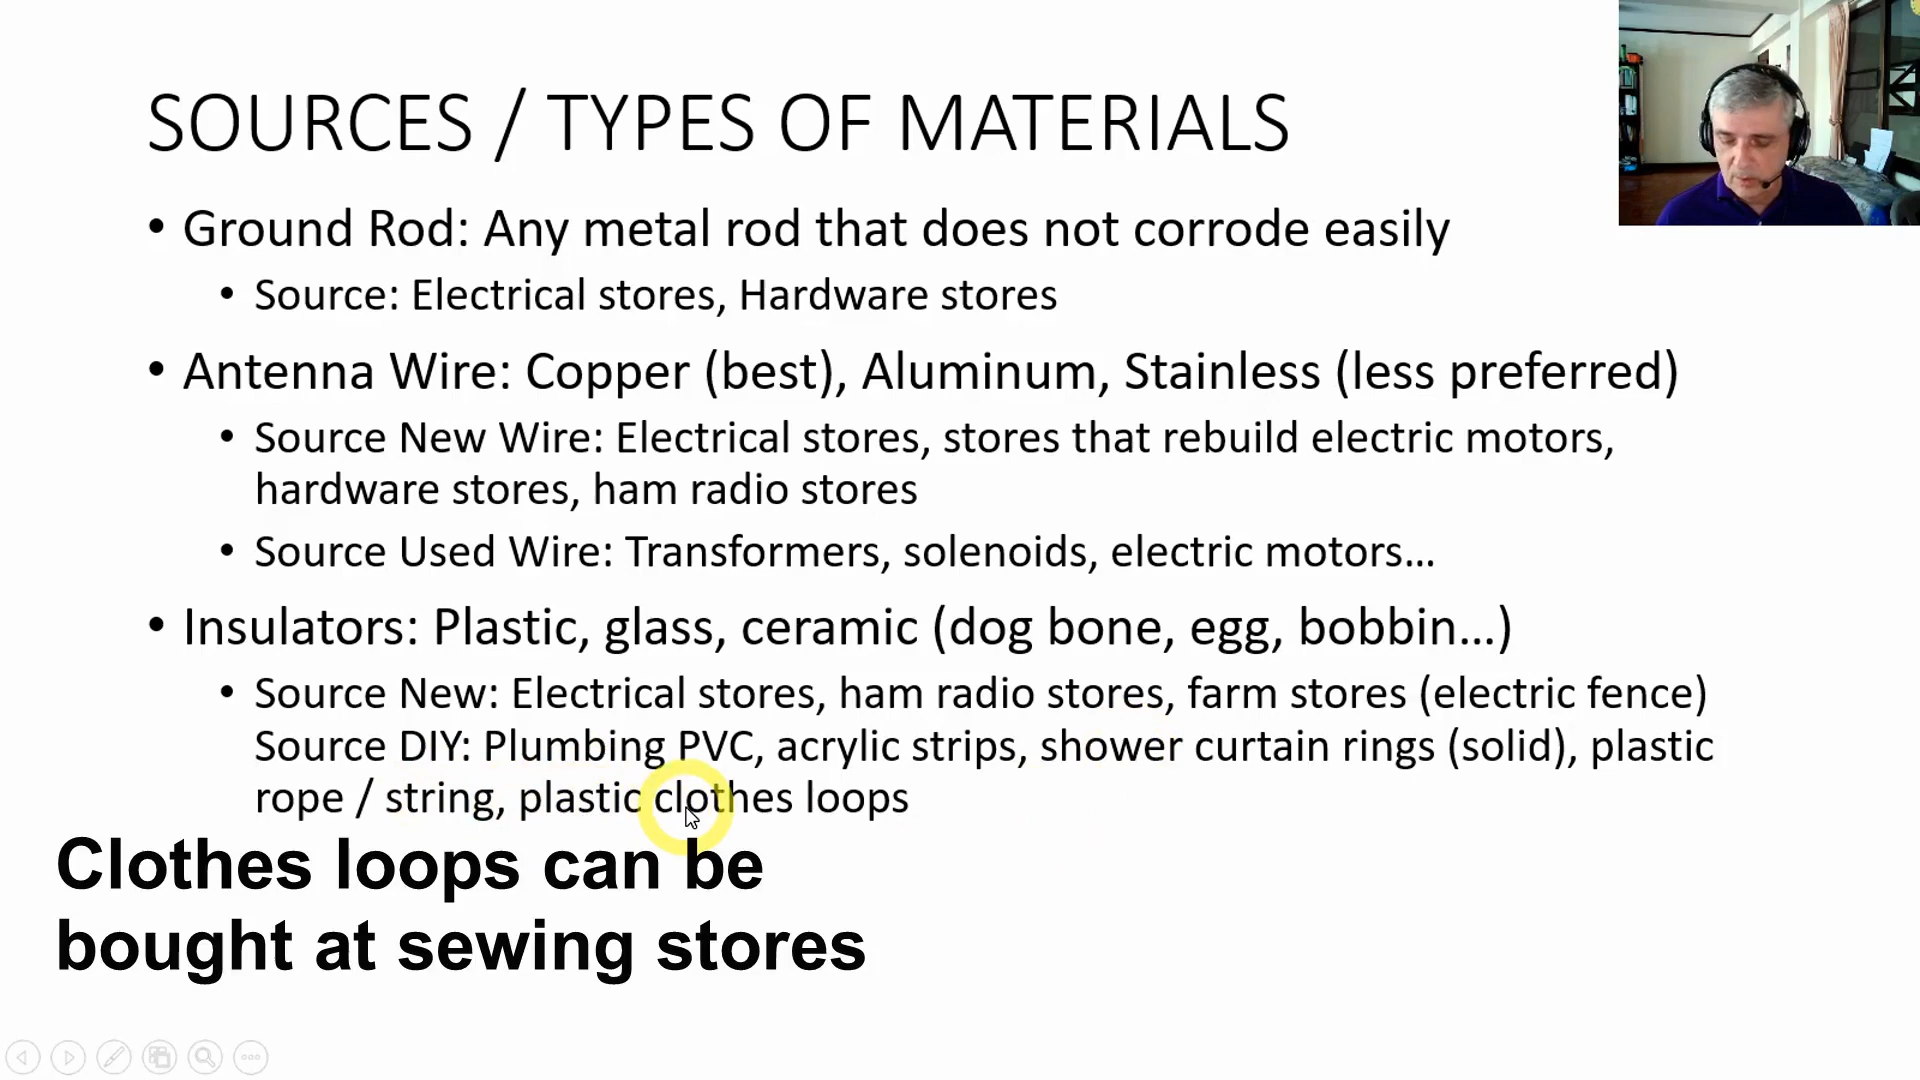 SOURCES / TYPES OF MATERIALS
• Ground Rod: Any metal rod that does not corrode easily
• Source: Electrical stores, Hardware stores
• Antenna Wire: Copper (best), Aluminum, Stainless (less preferred)
• Source New Wire: Electrical stores, stores that rebuild electric motors,
hardware stores, ham radio stores
• Source Used Wire: Transformers, solenoids, electric motors…
• Insulators: Plastic, glass, ceramic (dog bone, egg, bobbin…)
• Source New: Electrical stores, ham radio stores, farm stores (electric fence)
Source DIY: Plumbing PVC, acrylic strips, shower curtain rings (solid), plastic
rope / string, plastic clothes loops
Clothes loops can be
bought at sewing stores